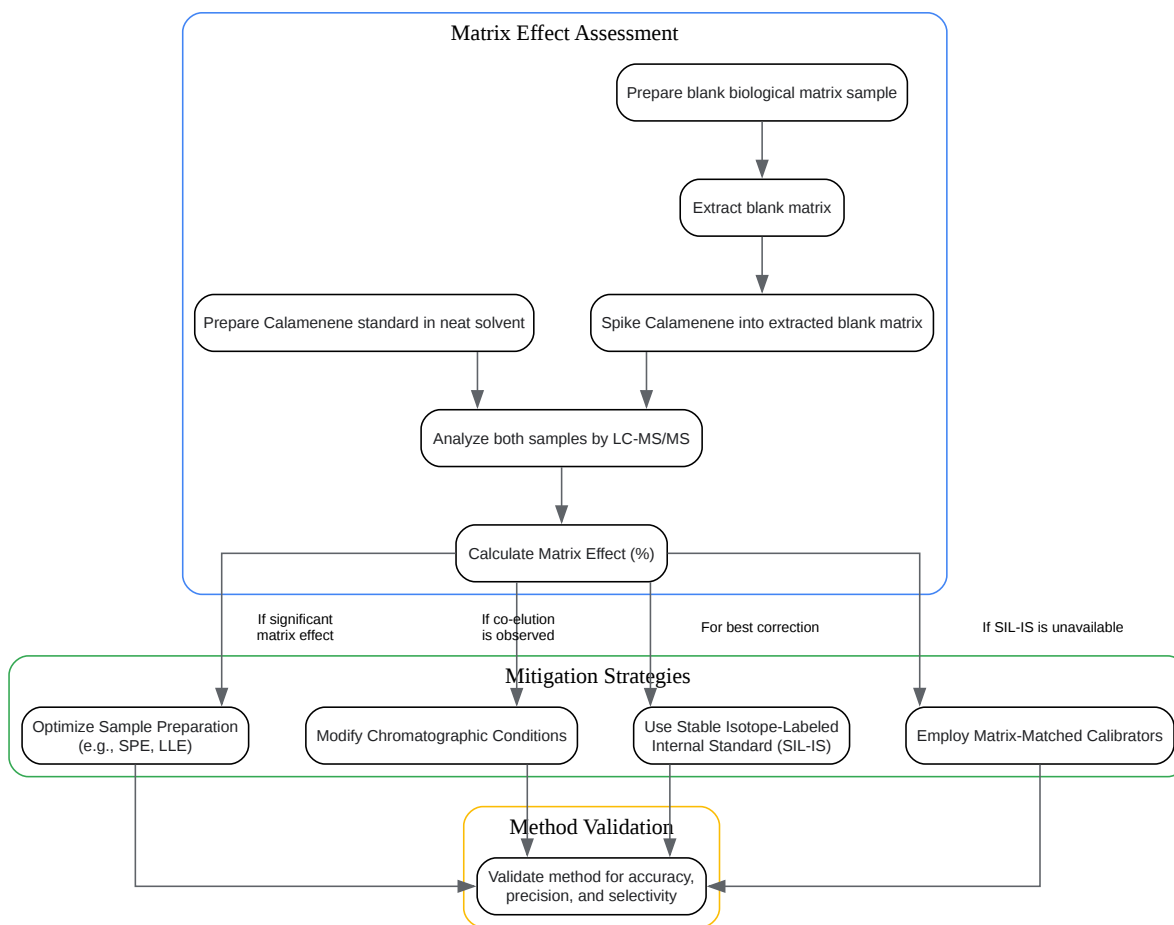 Matrix Effect Assessment
Prepare blank biological matrix sample
Extract blank matrix
Prepare Calamenene standard in neat solvent
Spike Calamenene into extracted blank matrix
Analyze both samples by LC-MS/MS
Calculate Matrix Effect (%)
If significant
matrix effect
If co-elution
is observed
For best correction
If SIL-IS is unavailable
Mitigation Strategies
Optimize Sample Preparation
(e.g., SPE, LLE)
Modify Chromatographic Conditions
Use Stable Isotope-Labeled
Internal Standard (SIL-IS)
Employ Matrix-Matched Calibrators
Method Validation
Validate method for accuracy,
precision, and selectivity